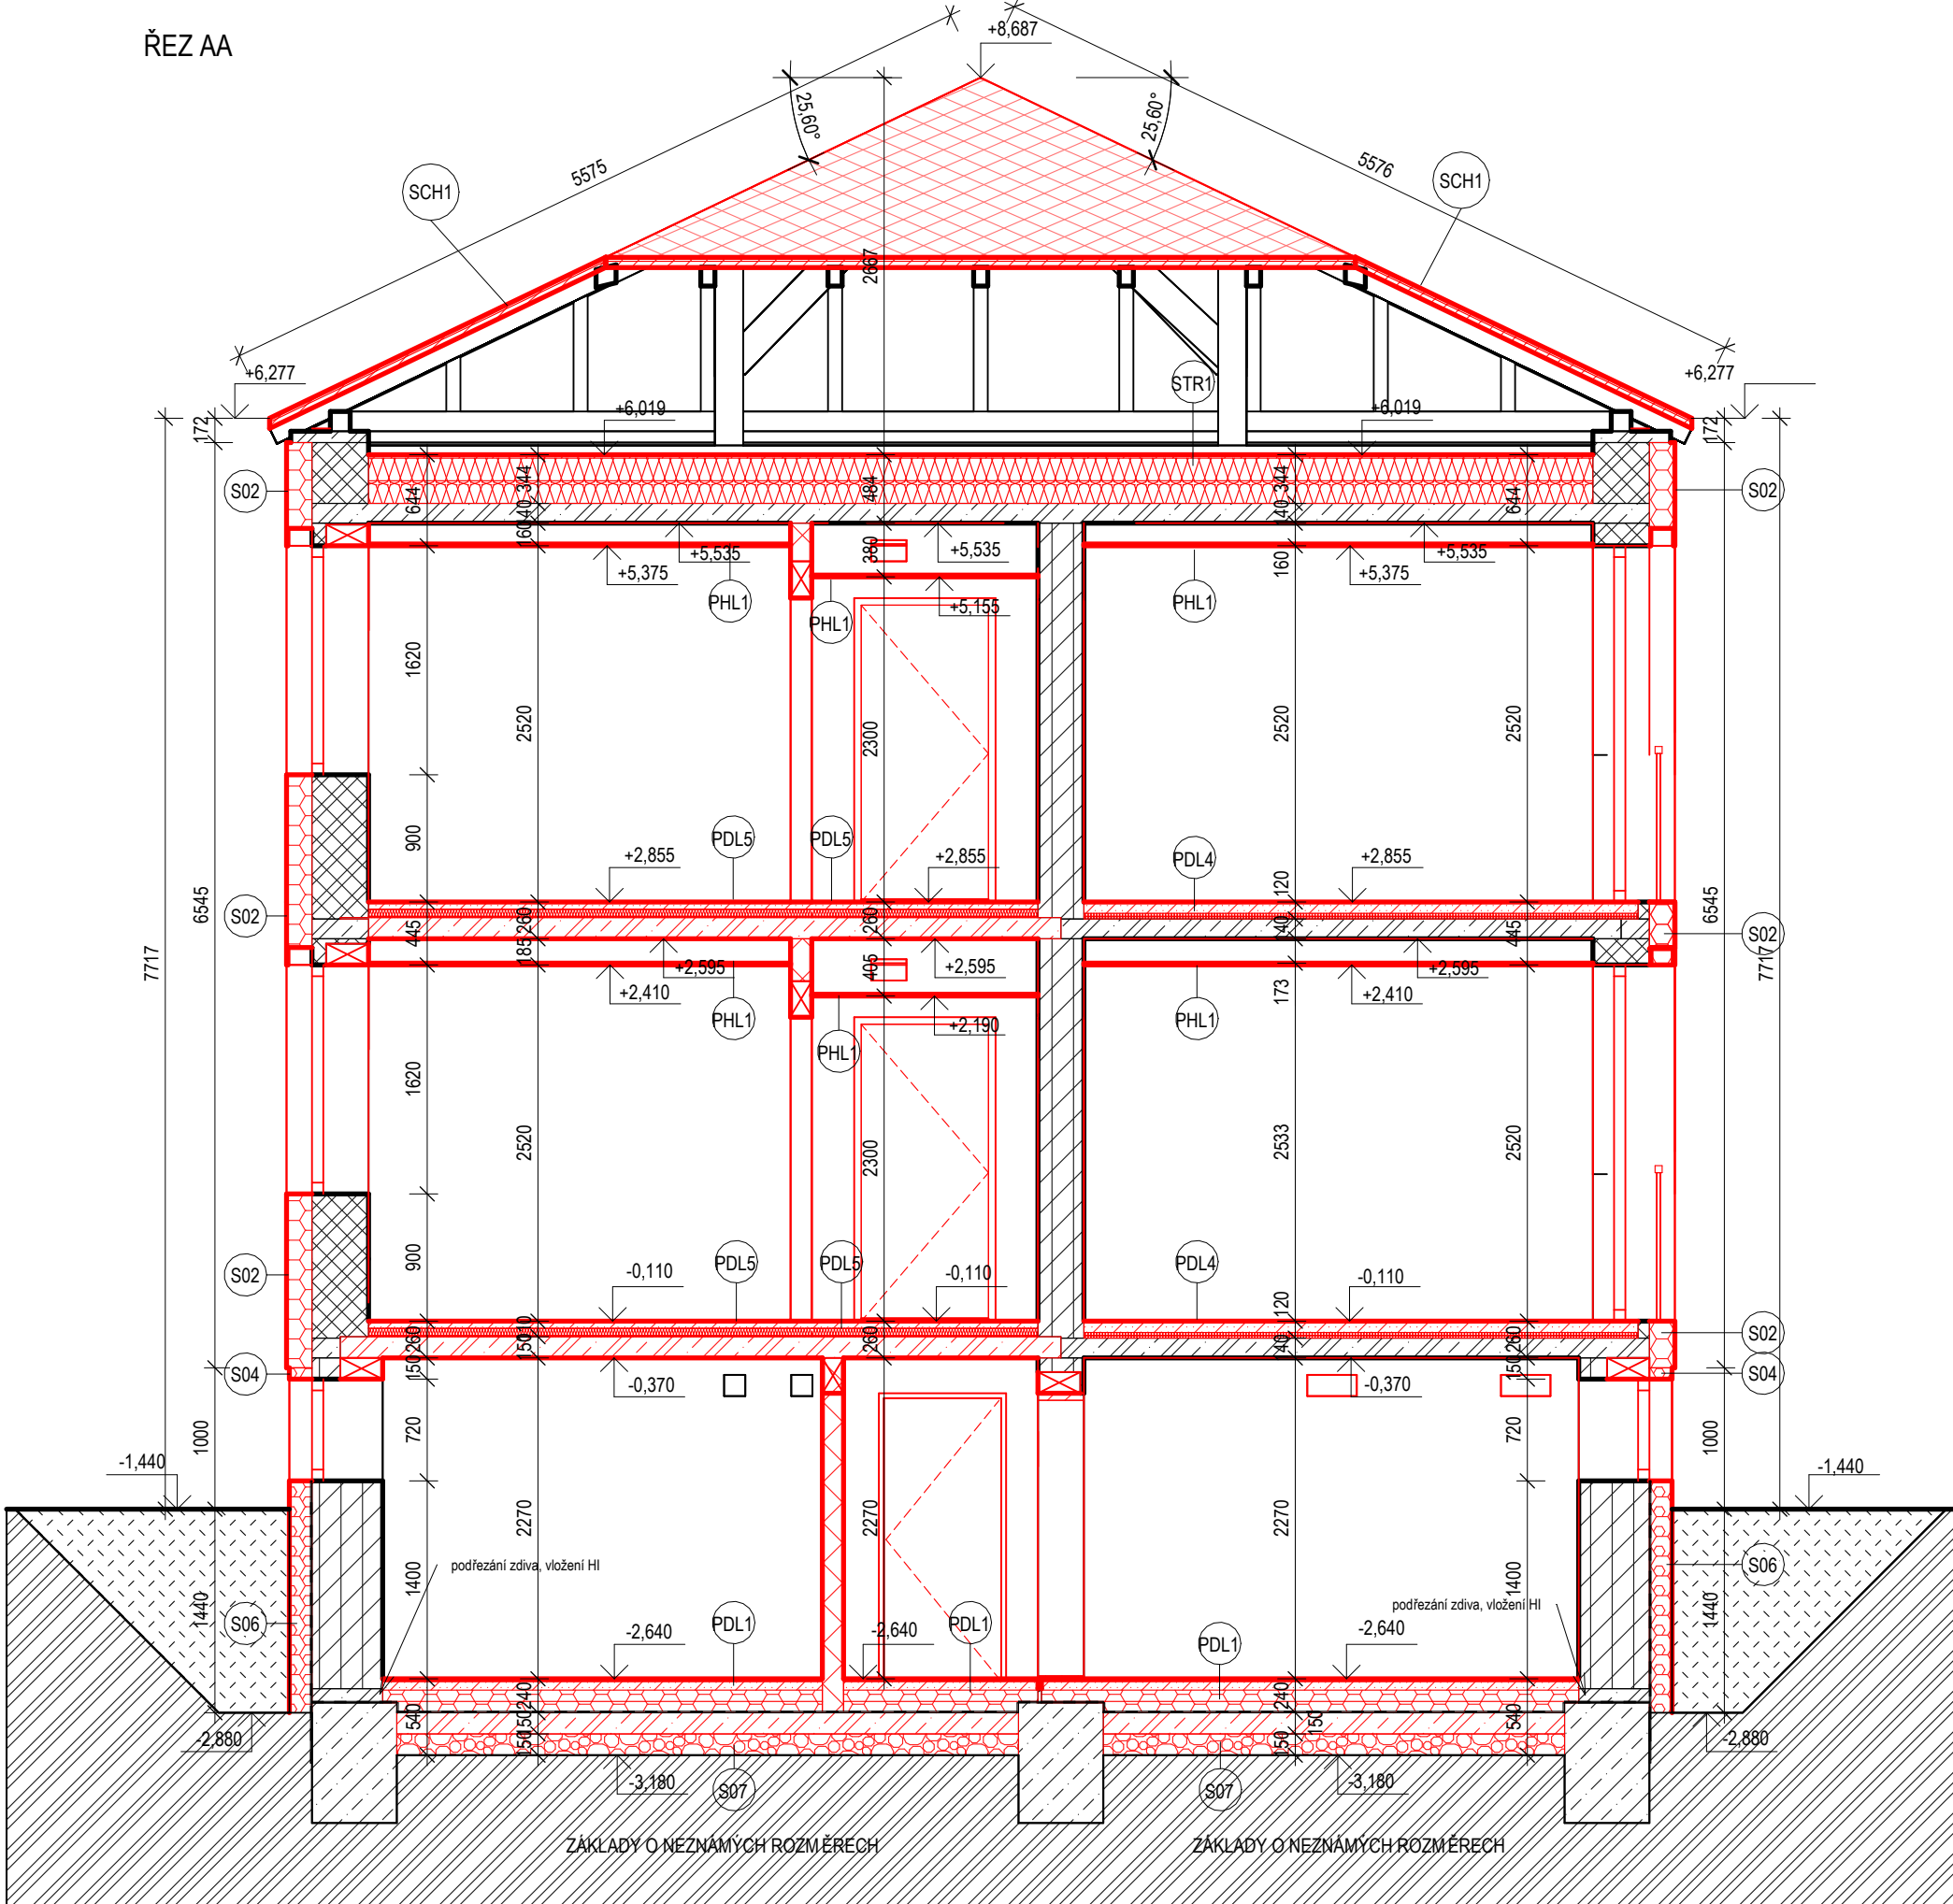 ŘEZ AA
+8,687
25,60°
25,60°
5575
5576
SCH1
SCH1
2667
+6,277
+6,277
STR1
+6,019
+6,019
172
172
S02
S02
644
344
484
344
644
140
140
160
380
160
+5,535
+5,535
+5,535
+5,375
+5,375
+5,155
PHL1
PHL1
PHL1
1620
2520
2300
2520
2520
900
PDL5
PDL5
PDL4
+2,855
+2,855
+2,855
6545
6545
7717
7717
S02
S02
445
260
260
120
140
445
185
405
173
+2,595
+2,595
+2,595
+2,410
+2,410
+2,190
PHL1
PHL1
PHL1
1620
2520
2300
2533
2520
900
PDL5
PDL5
PDL4
-0,110
-0,110
-0,110
S02
S02
S04
S04
260
110
150
260
120
140
260
150
150
-0,370
-0,370
720
720
1000
1000
-1,440
-1,440
2270
2270
2270
1400
1400
podřezání zdiva, vložení HI
podřezání zdiva, vložení HI
1440
1440
S06
S06
PDL1
PDL1
PDL1
-2,640
-2,640
-2,640
540
240
150
150
240
150
150
540
-2,880
-2,880
-3,180
-3,180
S07
S07
ZÁKLADY O NEZNÁMÝCH ROZMĚRECH
ZÁKLADY O NEZNÁMÝCH ROZMĚRECH